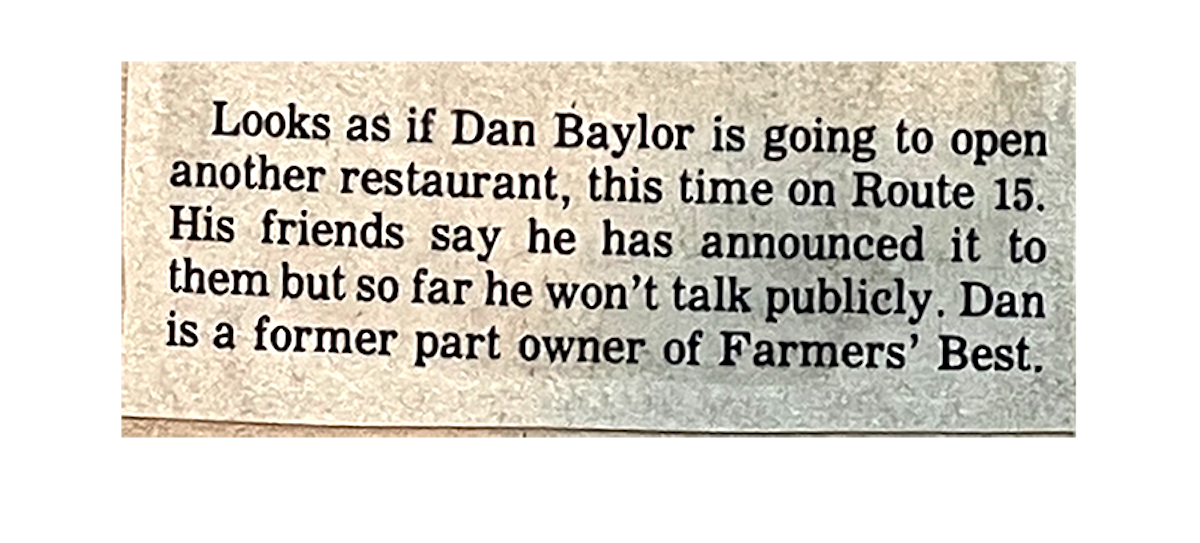 Looks as if Dan Baylor is going to open
another restaurant, this time on Route 15.
His friends say he has announced it to
them but so far he won’t talk publicly. Dan
is a former part owner of Farmers’ Best.